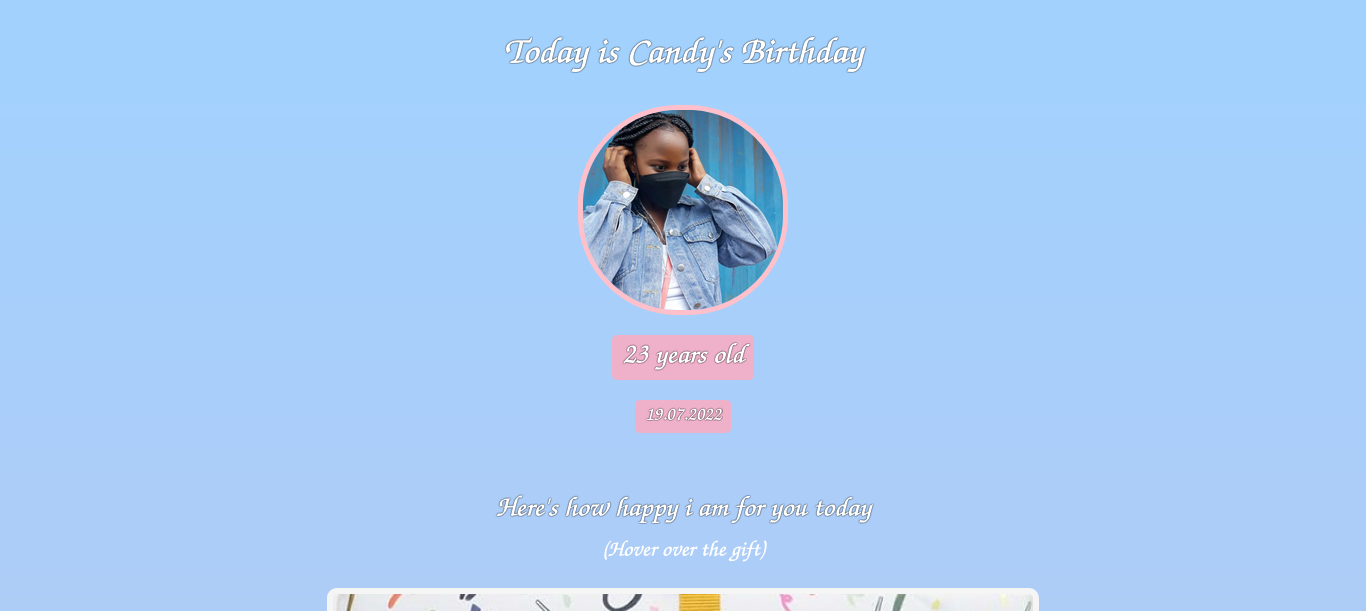 Today is Candy's Birthday
23 years old
19.07.2022
Here's how happy i am for you today
(Hover over the gift)